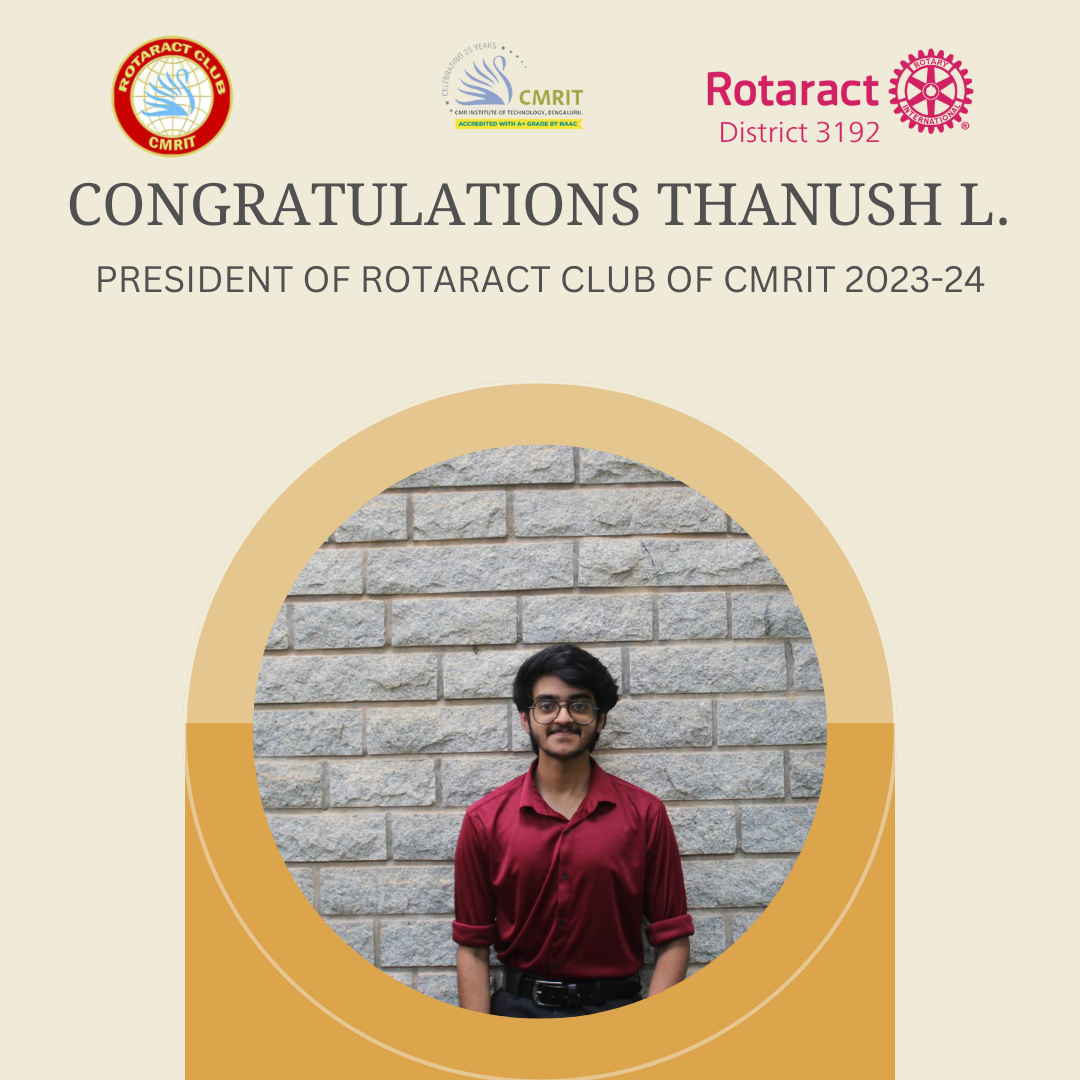 ROTARACT CLUB
CMRIT
CELEBRATING 25 YEARS
CMRIT
CMR INSTITUTE OF TECHNOLOGY, BENGALURU.
ACCREDITED WITH A+ GRADE BY NAAC
Rotaract
District 3192
ROTARY
INTERNATIONAL
®
CONGRATULATIONS THANUSH L.
PRESIDENT OF ROTARACT CLUB OF CMRIT 2023-24